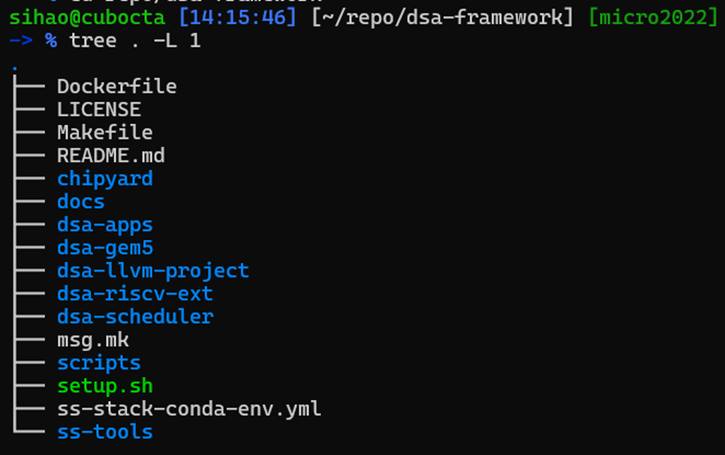 sihao@cubocta [14:15:46] [~/repo/dsa-framework] [micro2022]
-> % tree . -L 1
.
├── Dockerfile
├── LICENSE
├── Makefile
├── README.md
├── chipyard
├── docs
├── dsa-apps
├── dsa-gem5
├── dsa-llvm-project
├── dsa-riscv-ext
├── dsa-scheduler
├── msg.mk
├── scripts
├── setup.sh
├── ss-stack-conda-env.yml
└── ss-tools